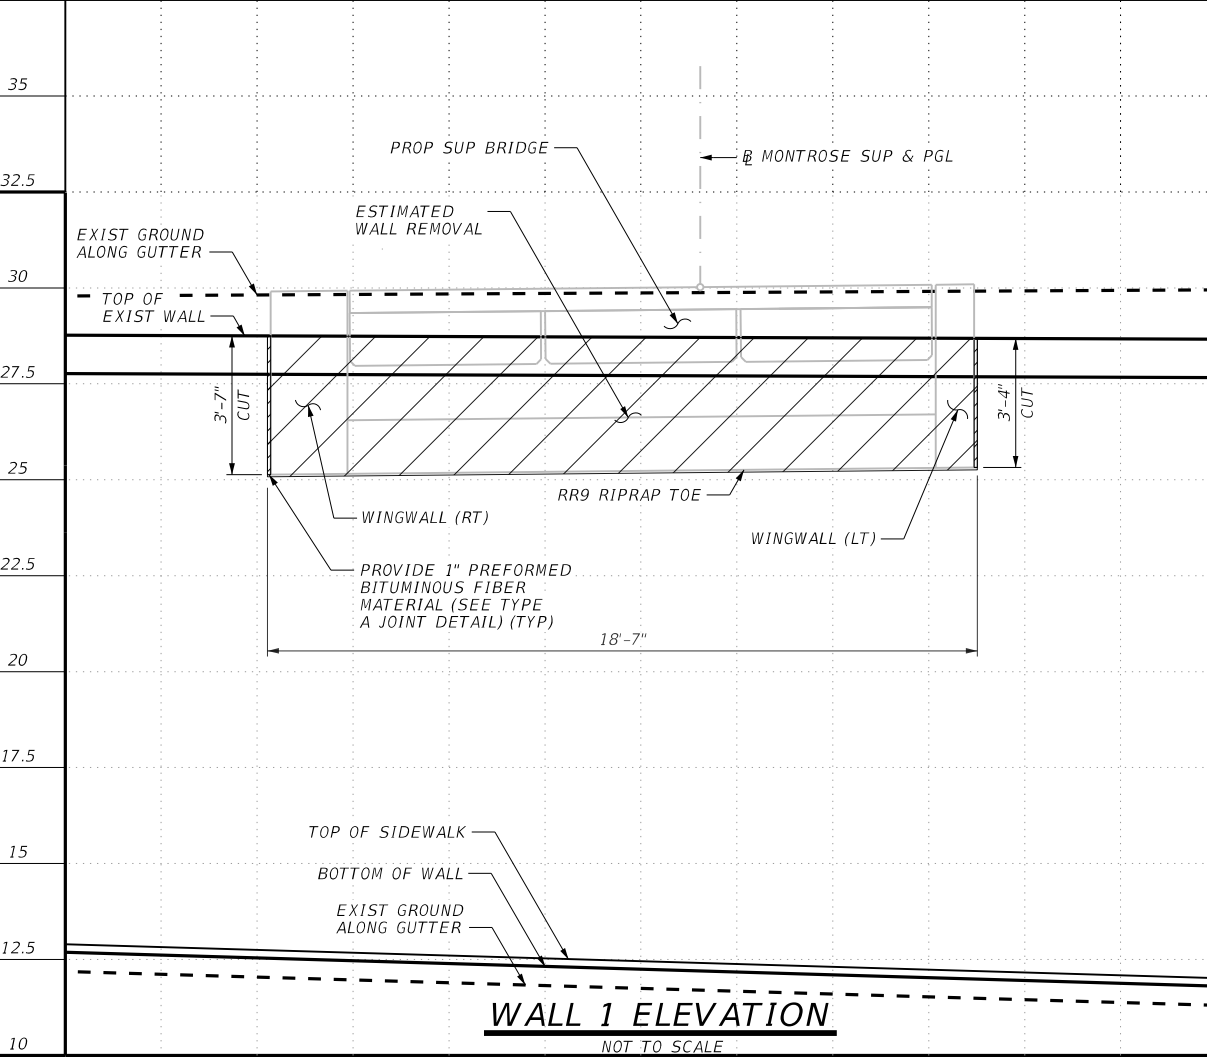 35
PROP SUP BRIDGE
BL MONTROSE SUP & PGL
32.5
ESTIMATED
WALL REMOVAL
EXIST GROUND
ALONG GUTTER
30
TOP OF
EXIST WALL
27.5
3'-7"
CUT
3'-4"
CUT
25
RR9 RIPRAP TOE
WINGWALL (RT)
WINGWALL (LT)
22.5
PROVIDE 1" PREFORMED
BITUMINOUS FIBER
MATERIAL (SEE TYPE
A JOINT DETAIL) (TYP)
18'-7"
20
17.5
TOP OF SIDEWALK
15
BOTTOM OF WALL
EXIST GROUND
ALONG GUTTER
12.5
WALL 1 ELEVATION
NOT TO SCALE
10